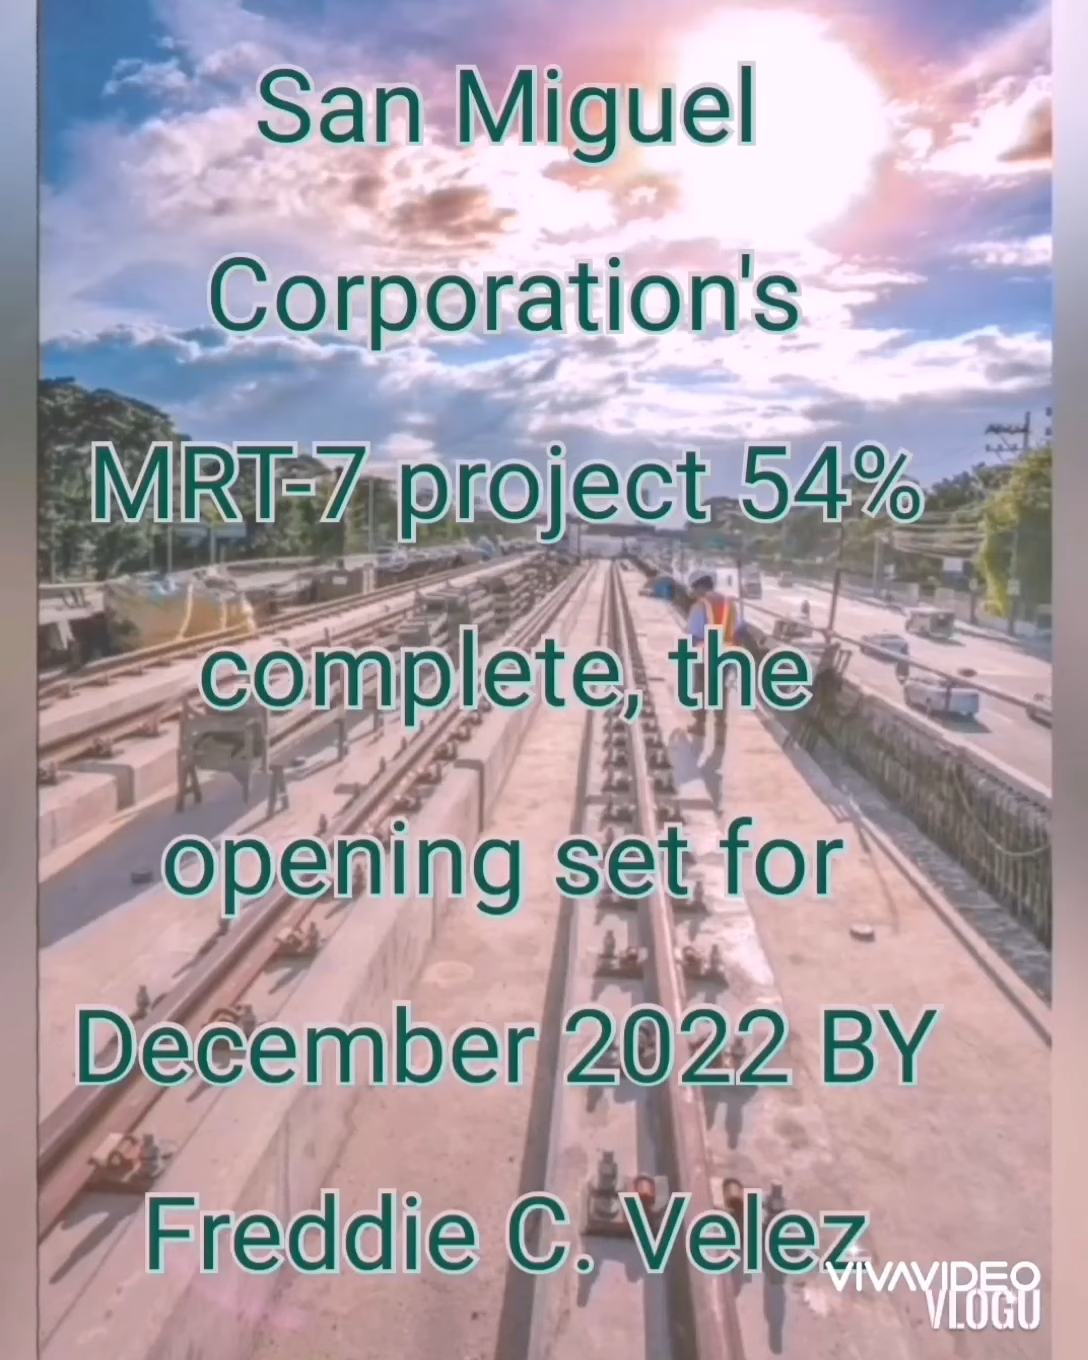 San Miguel
Corporation's
MRT-7 project 54%
complete, the
opening set for
December 2022 BY
Freddie C. Velez
VIVAVIDEO
VLOGU